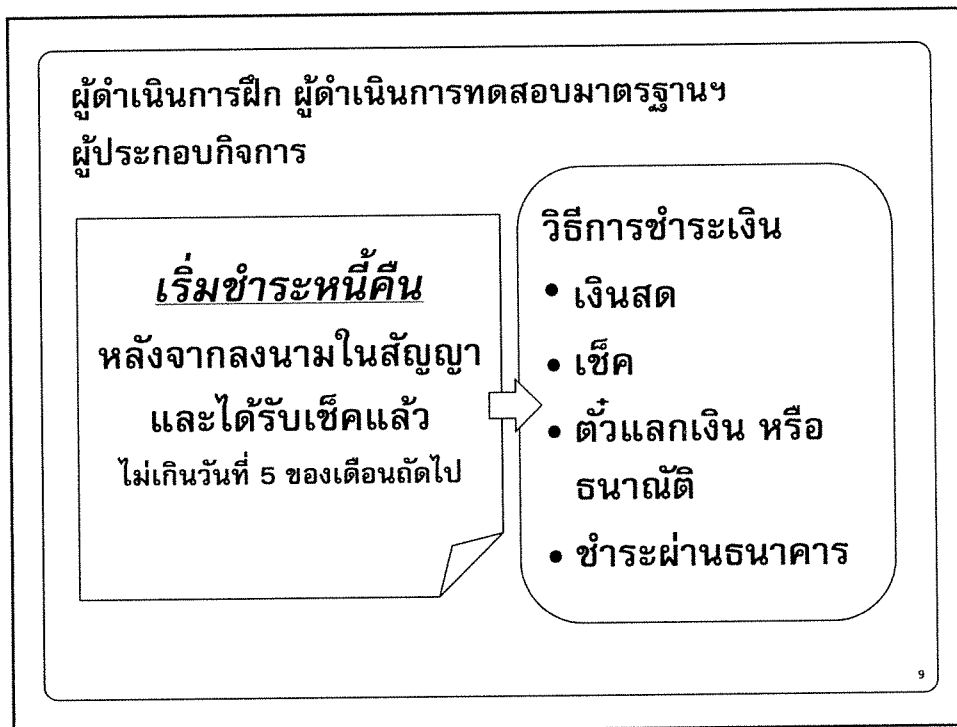 ผู้ดำเนินการฝึก ผู้ดำเนินการทดสอบมาตรฐานฯ
ผู้ประกอบกิจการ
เริ่มชำระหนี้คืน
หลังจากลงนามในสัญญา
และได้รับเช็คแล้ว
ไม่เกินวันที่ 5 ของเดือนถัดไป
วิธีการชำระเงิน
• เงินสด
• เช็ค
• ตั๋วแลกเงิน หรือ
ธนาณัติ
• ชำระผ่านธนาคาร
9